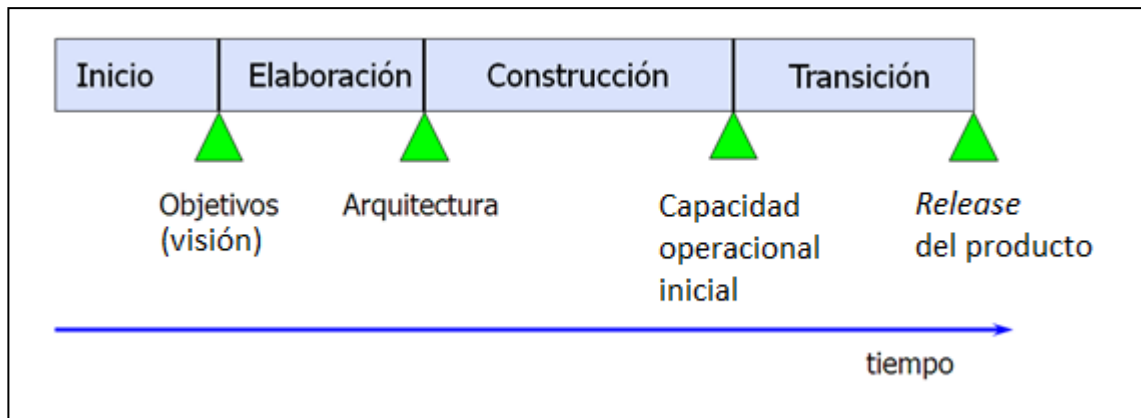 Inicio
Elaboración
Construcción
Transición
Objetivos
(visión)
Arquitectura
Capacidad
operacional
inicial
Release
del producto
tiempo